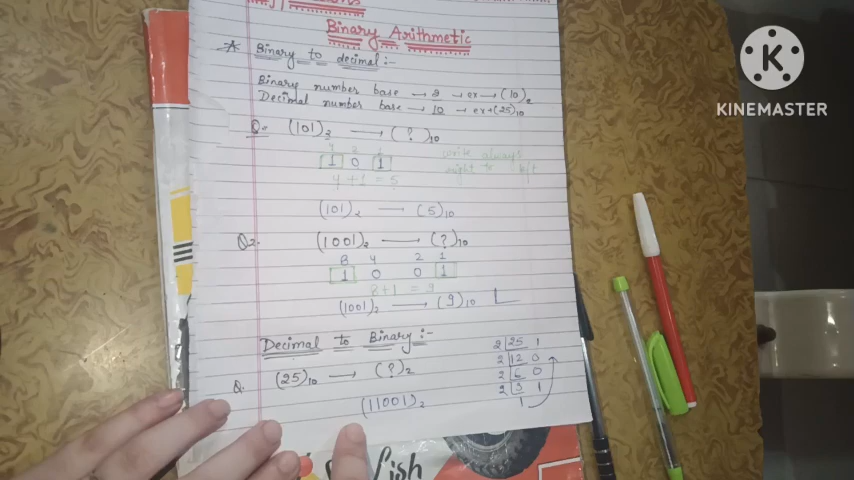 Binary Arithmetic
* Binary to decimal :-
Binary number base → 2 → ex → (10)2
Decimal number base → 10 → ex → (25)10
Q. (101)2 → (?)10
4 2 1
1 0 1
write always
right to left
4 + 1 = 5
(101)2 — (5)10
Q2. (1001)2 → (?)10
8 4 2 1
1 0 0 1
8+1 = 9
(1001)2 → (9)10
Decimal to Binary :-
Q. (25)10 → (?)2
(11001)2
2 25 1
2 12 0
2 6 0
2 3 1
1
fish
K
KINEMASTER